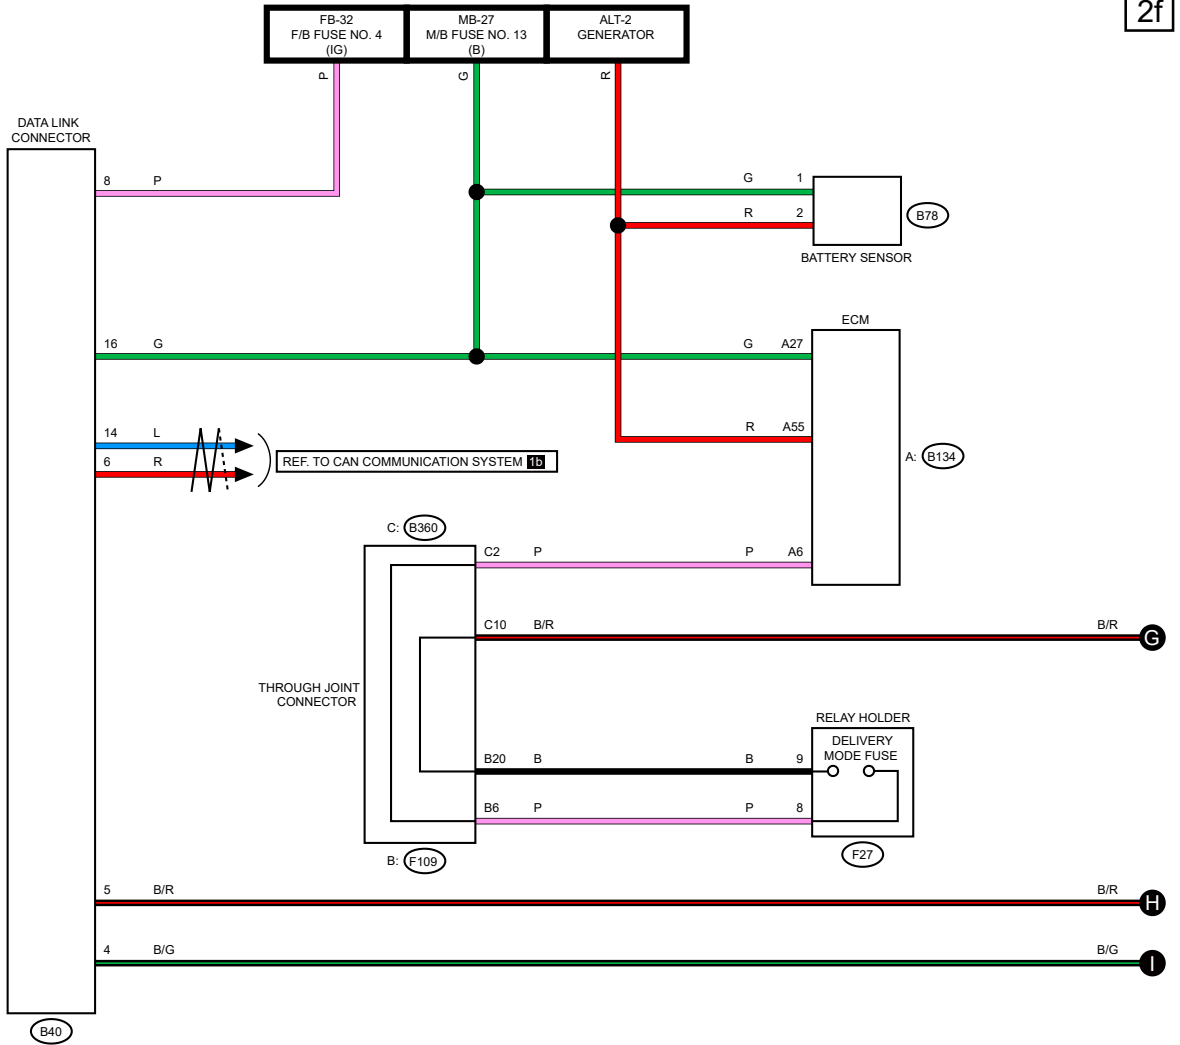 2f
FB-32
F/B FUSE NO. 4
(IG)
MB-27
M/B FUSE NO. 13
(B)
ALT-2
GENERATOR
P
G
R
DATA LINK
CONNECTOR
8 P
G 1
R 2
B78
BATTERY SENSOR
ECM
16 G
G A27
14 L
6 R
REF. TO CAN COMMUNICATION SYSTEM 1b
R A55
A: B134
C: B360
C2 P
P A6
C10 B/R
B/R
G
THROUGH JOINT
CONNECTOR
RELAY HOLDER
DELIVERY
MODE FUSE
B20 B
B 9
B6 P
P 8
B: F109
F27
5 B/R
B/R
H
4 B/G
B/G
I
B40